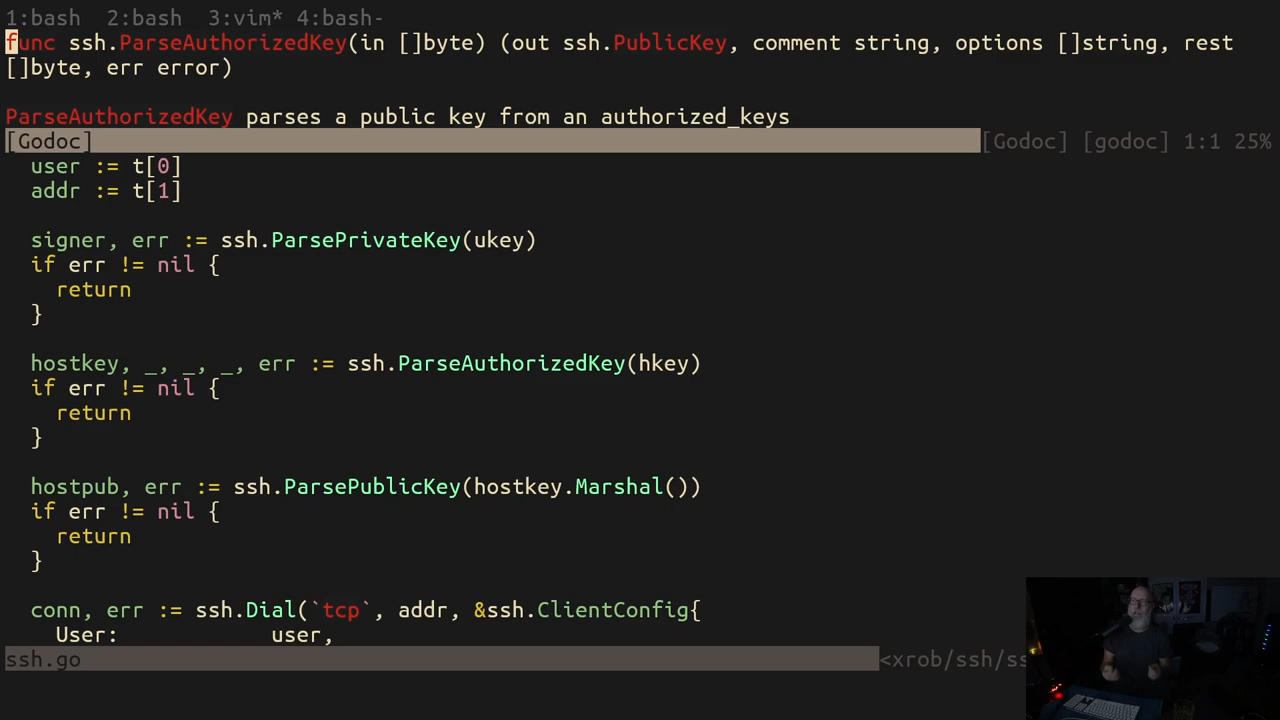 1:bash  2:bash  3:vim* 4:bash-
func ssh.ParseAuthorizedKey(in []byte) (out ssh.PublicKey, comment string, options []string, rest
[]byte, err error)
ParseAuthorizedKey parses a public key from an authorized_keys
[Godoc] [Godoc] [godoc] 1:1 25%
user := t[0]
addr := t[1]
signer, err := ssh.ParsePrivateKey(ukey)
if err != nil {
return
}
hostkey, _, _, _, err := ssh.ParseAuthorizedKey(hkey)
if err != nil {
return
}
hostpub, err := ssh.ParsePublicKey(hostkey.Marshal())
if err != nil {
return
}
conn, err := ssh.Dial(`tcp`, addr, &ssh.ClientConfig{
User: user,
ssh.go <xrob/ssh/ss